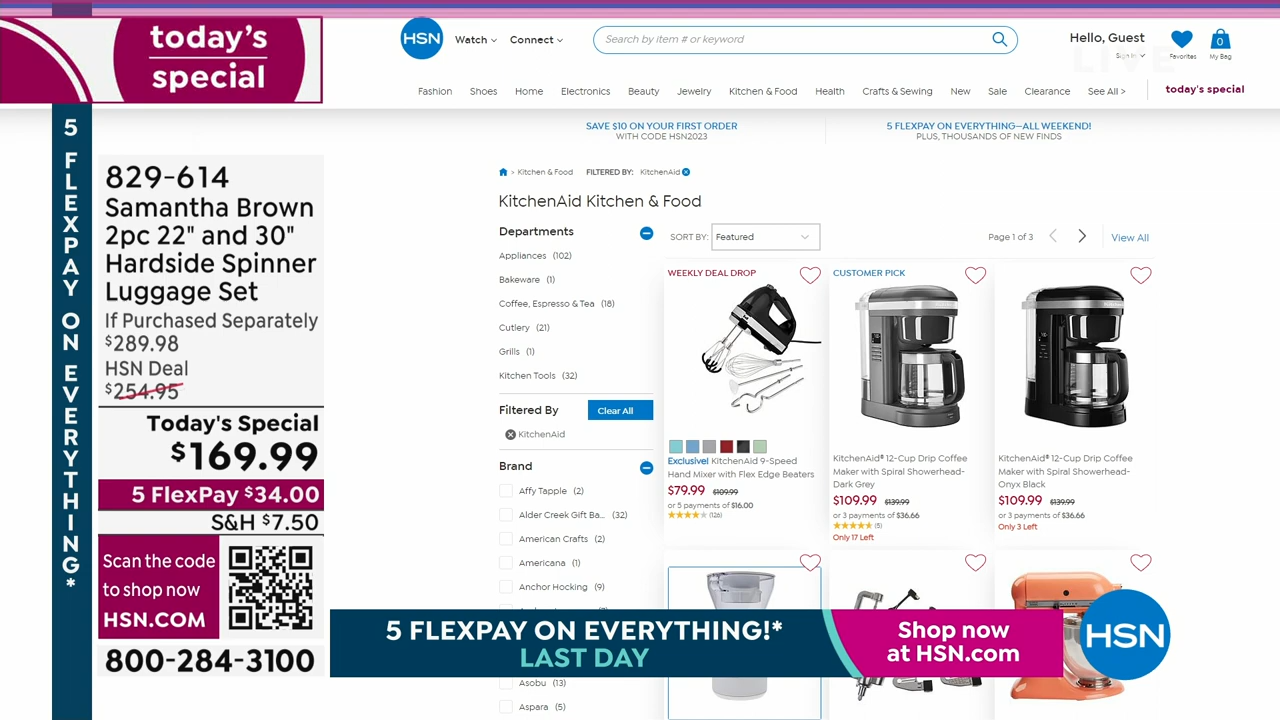 today's
special
5 FLEXPAY ON EVERYTHING*
829-614
Samantha Brown
2pc 22" and 30"
Hardside Spinner
Luggage Set
If Purchased Separately
$289.98
HSN Deal
$254.95
Today's Special
$169.99
5 FlexPay $34.00
S&H $7.50
Scan the code
to shop now
HSN.COM
800-284-3100
HSN
Watch
Connect
Search by item # or keyword
Hello, Guest
Sign In
Favorites
0
My Bag
LIVE
Fashion Shoes Home Electronics Beauty Jewelry Kitchen & Food Health Crafts & Sewing New Sale Clearance See All > today's special
SAVE $10 ON YOUR FIRST ORDER
WITH CODE HSN2023
5 FLEXPAY ON EVERYTHING—ALL WEEKEND!
PLUS, THOUSANDS OF NEW FINDS
> Kitchen & Food FILTERED BY: KitchenAid
KitchenAid Kitchen & Food
Departments
Appliances (102)
Bakeware (1)
Coffee, Espresso & Tea (18)
Cutlery (21)
Grills (1)
Kitchen Tools (32)
Filtered By
Clear All
KitchenAid
Brand
Affy Tapple (2)
Alder Creek Gift Ba... (32)
American Crafts (2)
Americana (1)
Anchor Hocking (9)
Asobu (13)
Aspara (5)
SORT BY: Featured
Page 1 of 3
View All
WEEKLY DEAL DROP
Exclusive! KitchenAid 9-Speed
Hand Mixer with Flex Edge Beaters
$79.99 $109.99
or 5 payments of $16.00
(126)
CUSTOMER PICK
KitchenAid® 12-Cup Drip Coffee
Maker with Spiral Showerhead-
Dark Grey
$109.99 $139.99
or 3 payments of $36.66
(5)
Only 17 Left
KitchenAid® 12-Cup Drip Coffee
Maker with Spiral Showerhead-
Onyx Black
$109.99 $139.99
or 3 payments of $36.66
Only 3 Left
5 FLEXPAY ON EVERYTHING!*
LAST DAY
Shop now
at HSN.com
HSN